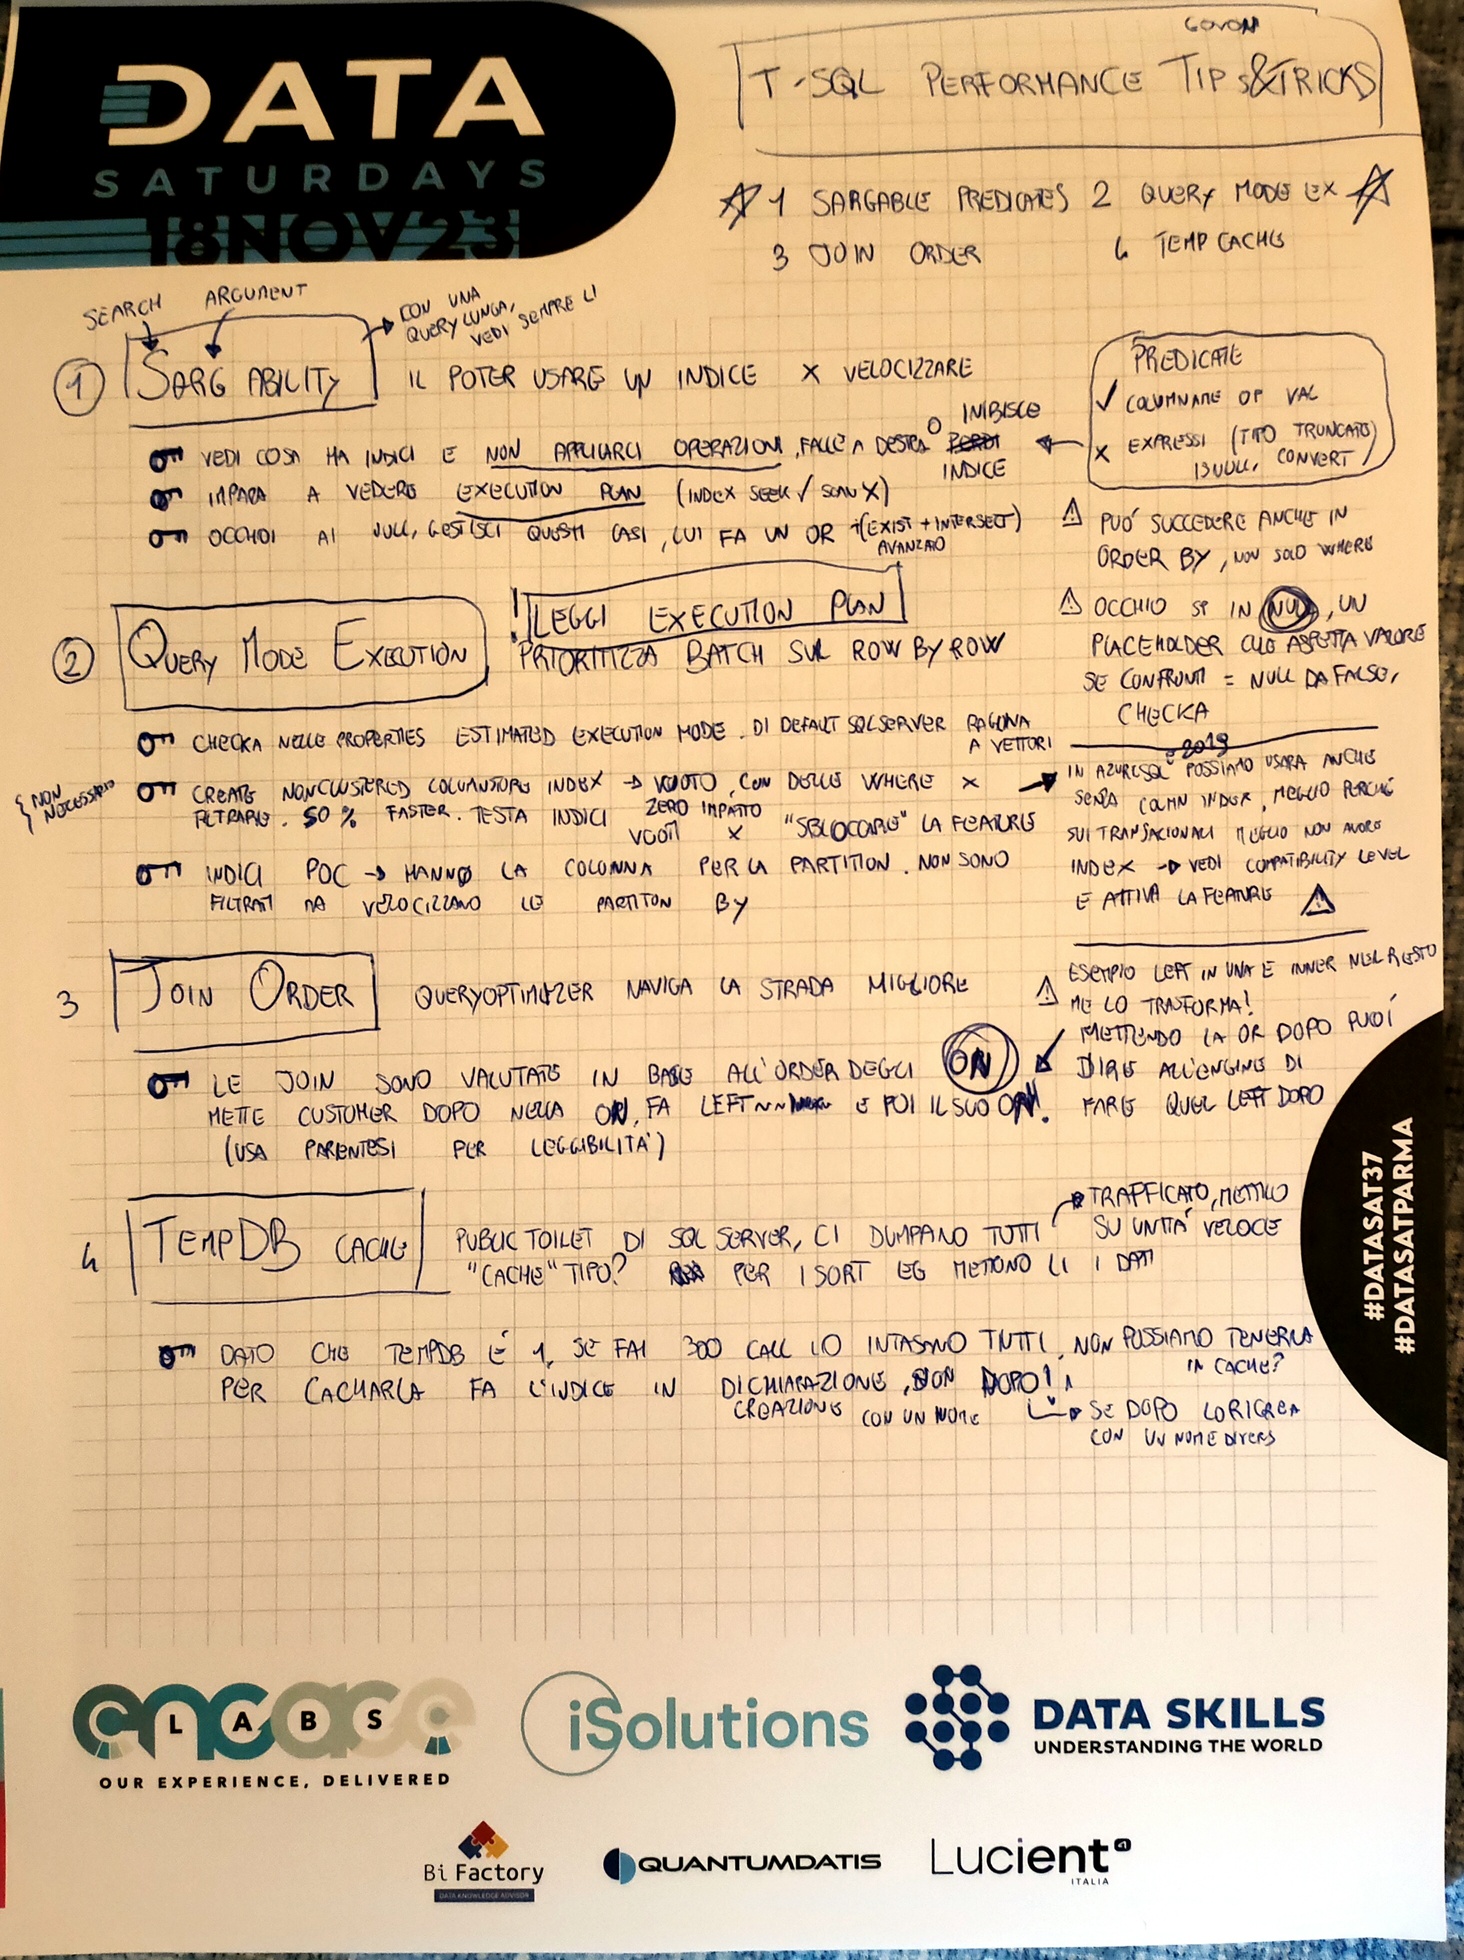 DATA
SATURDAYS
18NOV23
GOVONI
T-SQL PERFORMANCE TIPS&TRICKS
1 SARGABLE PREDICATES 2 QUERY MODE EX
3 JOIN ORDER 4 TEMP CACHE
SEARCH ARGUMENT
CON UNA
QUERY LUNGA,
VEDI SEMPRE LI
1 SARG ABILITY IL POTER USARE UN INDICE X VELOCIZZARE
VEDI COSA HA INDICI E NON APPLICARCI OPERAZIONI, FALLE A DESTRA O INIBISCE
INDICE
IMPARA A VEDERE EXECUTION PLAN (INDEX SEEK √ SCAN X)
OCCHOI AI NULL, GESTISCI QUESTI CASI, LUI FA UN OR (EXIST + INTERSECT)
AVANZATO
PREDICATE
✓ COLUMNAME OP VAL
X EXPRESSI (TIPO TRUNCATE)
ISNULL, CONVERT
⚠ PUO' SUCCEDERE ANCHE IN
ORDER BY, NON SOLO WHERE
⚠ OCCHIO SP IN NULL, UN
PLACEHOLDER CHE ASPETTA VALORE
SE CONFRONTI = NULL DA FALSE,
CHECKA
2 QUERY MODE EXECUTION ! LEGGI EXECUTION PLAN
PRIORITIZZA BATCH SUL ROW BY ROW
CHECKA NELLE PROPERTIES ESTIMATED EXECUTION MODE. DI DEFAULT SQLSERVER RAGIONA
A VETTORI
{ NON
NECESSARIO
CREATE NONCLUSTERED COLUMNSTORE INDEX → VUOTO, CON DELLE WHERE X
FILTRARE. 50% FASTER. TESTA INDICI ZERO IMPATTO
VUOTI X "SBLOCCARE" LA FEATURE
INDICI POC → HANNO LA COLONNA PER LA PARTITION. NON SONO
FILTRATI MA VELOCIZZANO LE PARTITON BY
e 2019
IN AZURESQL POSSIAMO USARA ANCHE
SENZA COLMN INDEX, MEGLIO PERCHÉ
SUI TRANSACIONALI MEGLIO NON AVERE
INDEX → VEDI COMPATIBILITY LEVEL
E ATTIVA LA FEATURE ⚠
3 JOIN ORDER QUERYOPTIMIZER NAVIGA LA STRADA MIGLIORE
LE JOIN SONO VALUTATE IN BASE ALL'ORDER DEGLI ON
METTE CUSTOMER DOPO NELLA ON, FA LEFT E POI IL SUO ON!
(USA PARENTESI PER LEGGIBILITA')
⚠ ESEMPIO LEFT IN UNA E INNER NEL RESTO
ME LO TRASFORMA!
METTENDO LA OR DOPO PUOI
DIRE ALL'ENGINE DI
FARE QUEL LEFT DOPO
4 TEMPDB CACHE PUBLIC TOILET DI SQL SERVER, CI DUMPANO TUTTI
"CACHE" TIPO? PER I SORT EG METTONO LI I DATI
TRAFFICATO, METTILO
SU UNITA' VELOCE
DATO CHE TEMPDB É 1, SE FAI 300 CALL LO INTASANO TUTTI. NON POSSIAMO TENERLA
IN CACHE?
PER CACHARLA FA L'INDICE IN DICHIARAZIONE, NON DOPO!
CREAZIONE CON UN NOME
SE DOPO LO RICREA
CON UN NOME DIVERS
#DATASAT37
#DATASATPARMA
encase
LABS
OUR EXPERIENCE, DELIVERED
iSolutions
DATA SKILLS
UNDERSTANDING THE WORLD
Bi Factory
DATA KNOWLEDGE ADVISOR
QUANTUMDATIS
Lucient
ITALIA